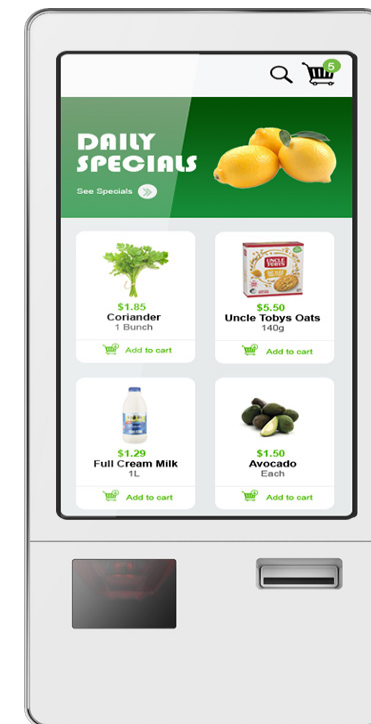 5
DAILY
SPECIALS
See Specials
$1.85
Coriander
1 Bunch
Add to cart
UNCLE
TOBYS
$5.50
Uncle Tobys Oats
140g
Add to cart
$1.29
Full Cream Milk
1L
Add to cart
$1.50
Avocado
Each
Add to cart